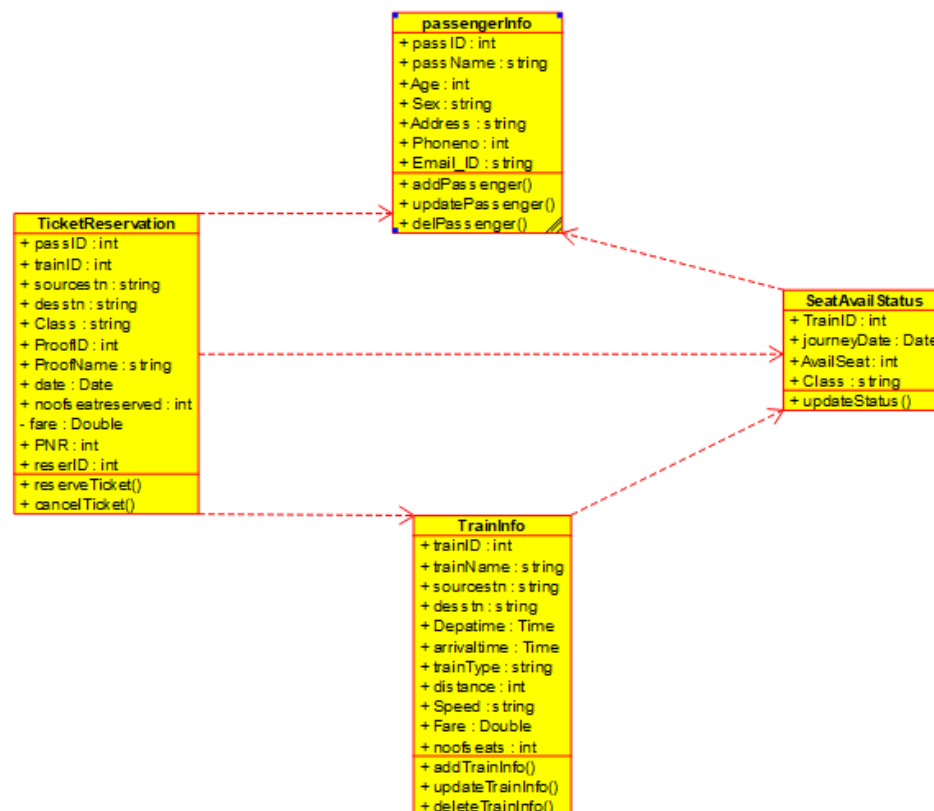 passengerInfo
+ passID : int
+ passName : string
+Age : int
+ Sex : string
+Address : string
+ Phoneno : int
+ Email_ID : string
+ addPassenger()
+ updatePassenger()
+ delPassenger()
TicketReservation
+ passID : int
+ trainID : int
+ sourcestn : string
+ desstn : string
+ Class : string
+ ProofID : int
+ ProofName : string
+ date : Date
+ noofseatreserved : int
- fare : Double
+ PNR : int
+ reserID : int
+ reserveTicket()
+ cancelTicket()
SeatAvailStatus
+ TrainID : int
+ journeyDate : Date
+AvailSeat : int
+ Class : string
+ updateStatus()
TrainInfo
+ trainID : int
+ trainName : string
+ sourcestn : string
+ desstn : string
+ Depatime : Time
+ arrivaltime : Time
+ trainType : string
+ distance : int
+ Speed : string
+ Fare : Double
+ noofseats : int
+ addTrainInfo()
+ updateTrainInfo()
+ deleteTrainInfo()